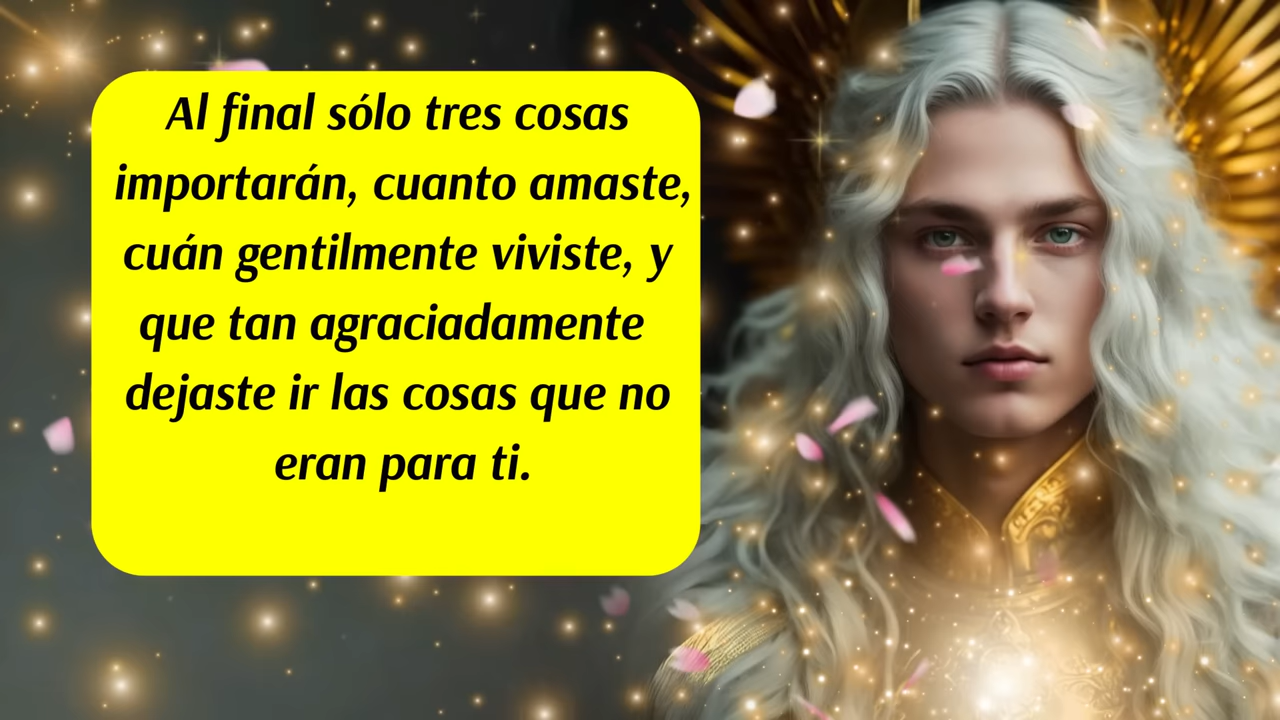 Al final sólo tres cosas
importarán, cuanto amaste,
cuán gentilmente viviste, y
que tan agraciadamente
dejaste ir las cosas que no
eran para ti.